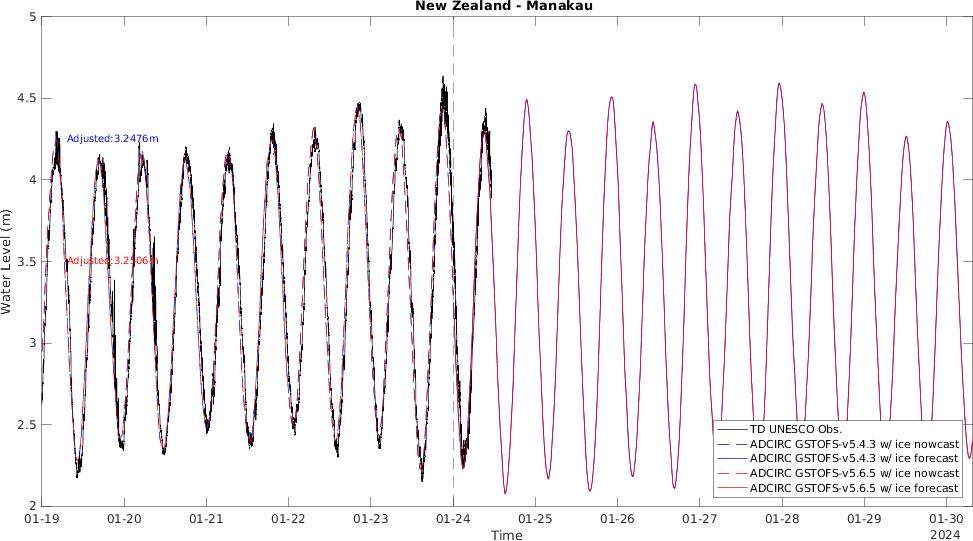 New Zealand - Manakau
5
4.5
4
3.5
3
2.5
2
Water Level (m)
Adjusted:3.2476m
Adjusted:3.2506m
TD UNESCO Obs.
ADCIRC GSTOFS-v5.4.3 w/ ice nowcast
ADCIRC GSTOFS-v5.4.3 w/ ice forecast
ADCIRC GSTOFS-v5.6.5 w/ ice nowcast
ADCIRC GSTOFS-v5.6.5 w/ ice forecast
01-19 01-20 01-21 01-22 01-23 01-24 01-25 01-26 01-27 01-28 01-29 01-30
Time
2024